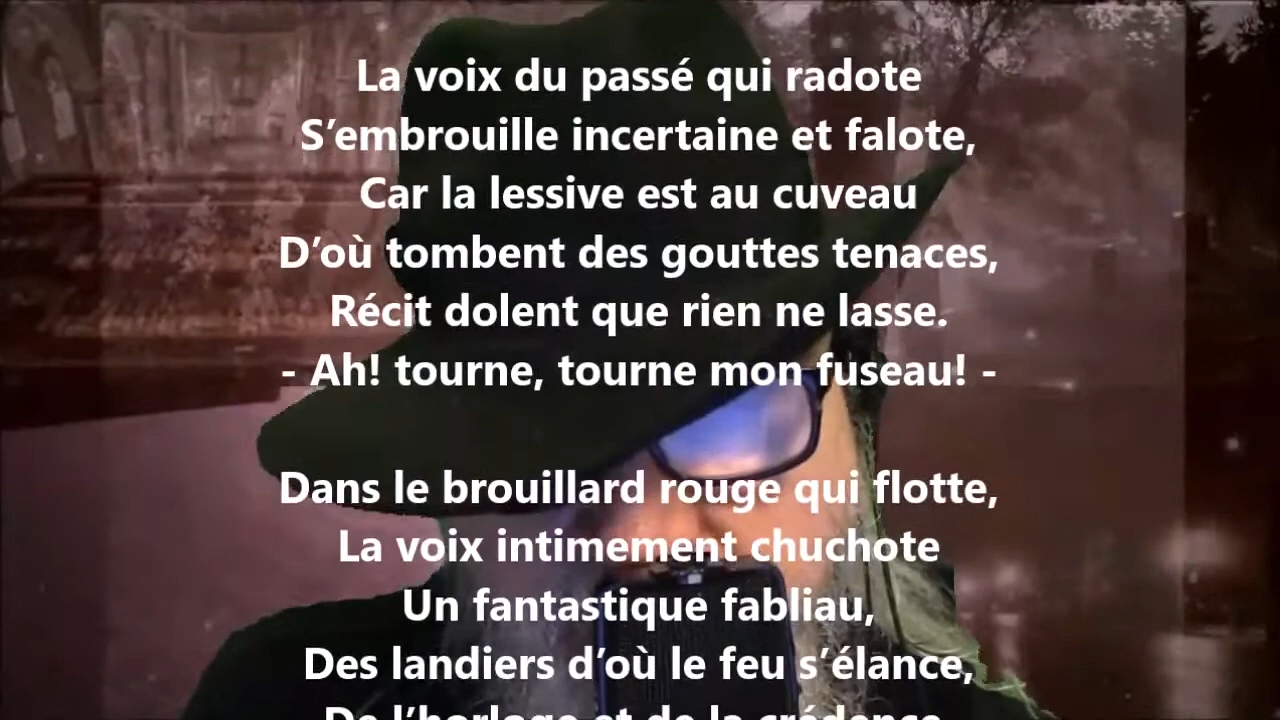 La voix du passé qui radote
S’embrouille incertaine et falote,
Car la lessive est au cuveau
D’où tombent des gouttes tenaces,
Récit dolent que rien ne lasse.
- Ah! tourne, tourne mon fuseau! -
Dans le brouillard rouge qui flotte,
La voix intimement chuchote
Un fantastique fabliau,
Des landiers d’où le feu s’élance,
De l’horloge et de la crédence